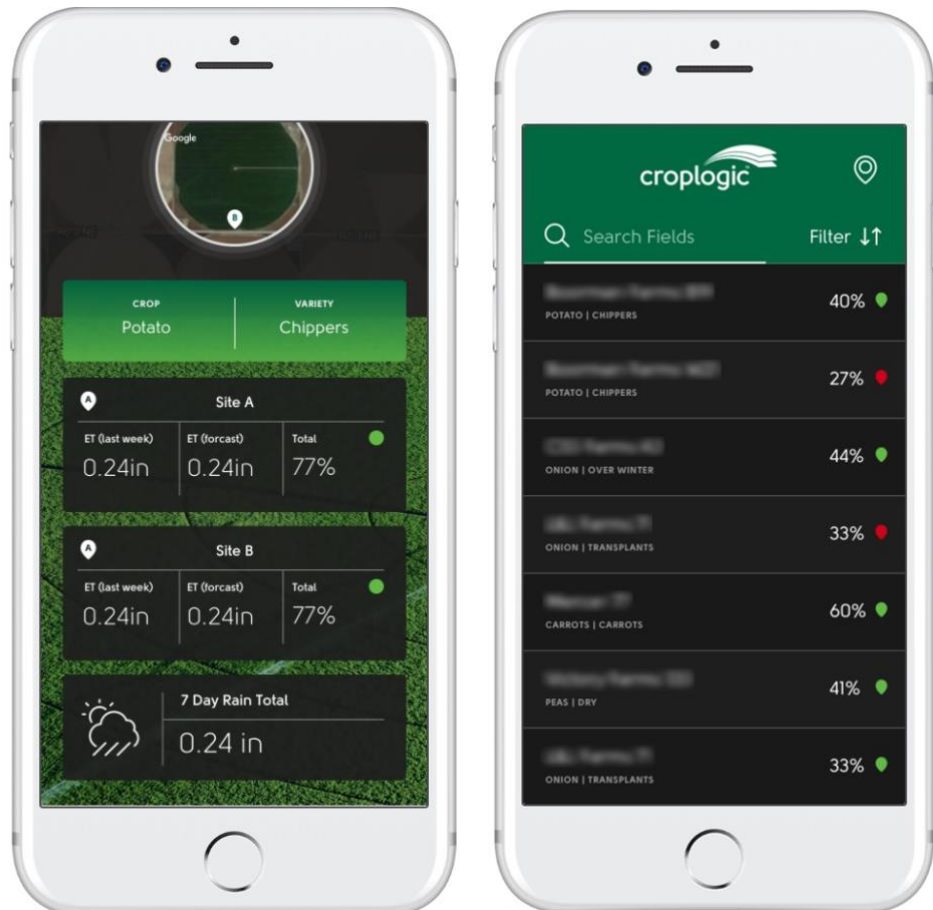 Google
B
CROP
Potato
VARIETY
Chippers
A
Site A
ET (last week)
0.24in
ET (forcast)
0.24in
Total
77%
A
Site B
ET (last week)
0.24in
ET (forcast)
0.24in
Total
77%
7 Day Rain Total
0.24 in
croplogic
Search Fields
Filter
40%
POTATO | CHIPPERS
27%
POTATO | CHIPPERS
44%
ONION | OVER WINTER
33%
ONION | TRANSPLANTS
60%
CARROTS | CARROTS
41%
PEAS | DRY
33%
ONION | TRANSPLANTS